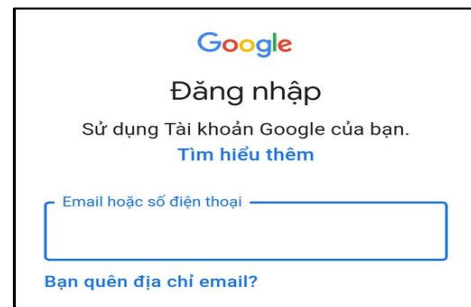 Google
Đăng nhập
Sử dụng Tài khoản Google của bạn.
Tìm hiểu thêm
Email hoặc số điện thoại
Bạn quên địa chỉ email?